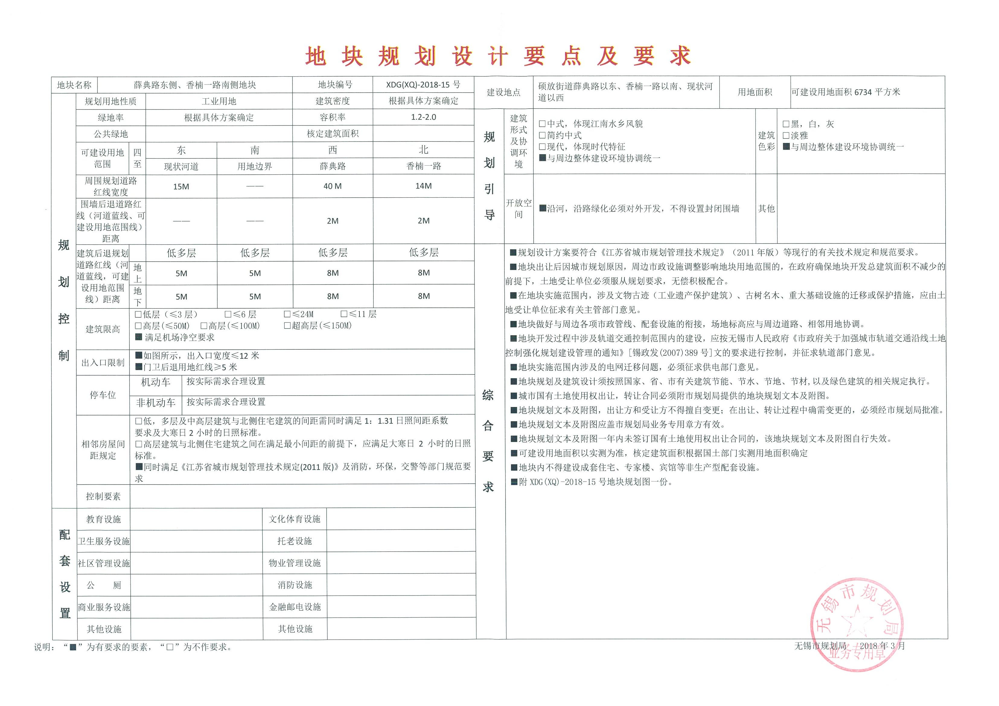 地块规划设计要点及要求
地块名称 薛典路东侧、香楠一路南侧地块 地块编号 XDG(XQ)-2018-15 号
建设地点 硕放街道薛典路以东、香楠一路以南、现状河
道以西
用地面积 可建设用地面积 6734 平方米
规划控制
规划用地性质 工业用地 建筑密度 根据具体方案确定
绿地率 根据具体方案确定 容积率 1.2-2.0
公共绿地 核定建筑面积
可建设用地
范围
四
至
东 南 西 北
现状河道 用地边界 薛典路 香楠一路
周围规划道路
红线宽度
15M —— 40 M 14M
围墙后退道路红
线（河道蓝线、可
建设用地范围线）
距离
—— —— 2M 2M
建筑后退规划
道路红线（河
道蓝线，可建
设用地范围
线）距离
低多层 低多层 低多层 低多层
地
上
5M 5M 8M 8M
地
下
5M 5M 8M 8M
建筑限高
□低层（≤3 层） □≤6 层 □≤24M □≤11 层
□高层(≤50M) □高层(≤100M) □超高层(≤150M)
■ 满足机场净空要求
出入口限制
■如图所示，出入口宽度≤12 米
■门卫后退用地红线≥5 米
停车位
机动车 按实际需求合理设置
非机动车 按实际需求合理设置
相邻房屋间
距规定
□低，多层及中高层建筑与北侧住宅建筑的间距需同时满足 1：1.31 日照间距系数
要求及大寒日 2 小时的日照标准。
□高层建筑与北侧住宅建筑之间在满足最小间距的前提下，应满足大寒日 2 小时的日照
标准。
■同时满足《江苏省城市规划管理技术规定(2011 版)》及消防，环保，交警等部门规范要
求
控制要素
配套设置
教育设施 文化体育设施
卫生服务设施 托老设施
社区管理设施 物业管理设施
公 厕 消防设施
商业服务设施 金融邮电设施
其他设施 其他设施
规划引导
建筑
形式
及协
调环
境
□中式，体现江南水乡风貌
□简约中式
□现代，体现时代特征
■与周边整体建设环境协调统一
建筑
色彩
□黑，白，灰
□淡雅
■与周边整体建设环境协调统一
开放空
间
■沿河，沿路绿化必须对外开发，不得设置封闭围墙
其他
综合要求
■规划设计方案要符合《江苏省城市规划管理技术规定》（2011 年版）等现行的有关技术规定和规范要求。
■地块出让后因城市规划原因，周边市政设施调整影响地块用地范围的，在政府确保地块开发总建筑面积不减少的
前提下，土地受让单位必须服从规划要求，无偿积极配合。
■在地块实施范围内，涉及文物古迹（工业遗产保护建筑）、古树名木、重大基础设施的迁移或保护措施，应由土
地受让单位征求有关主管部门意见。
■地块做好与周边各项市政管线、配套设施的衔接，场地标高应与周边道路、相邻用地协调。
■地块开发过程中涉及轨道交通控制范围内的建设，应按无锡市人民政府《市政府关于加强城市轨道交通沿线土地
控制强化规划建设管理的通知》[锡政发(2007)389 号]文的要求进行控制，并征求轨道部门意见。
■地块实施范围内涉及的电网迁移问题，必须征求供电部门意见。
■地块规划及建筑设计须按照国家、省、市有关建筑节能、节水、节地、节材,以及绿色建筑的相关规定执行。
■城市国有土地使用权出让，转让合同必须附市规划局提供的地块规划文本及附图。
■地块规划文本及附图，出让方和受让方不得擅自变更；在出让、转让过程中确需变更的，必须经市规划局批准。
■地块规划文本及附图应盖市规划局业务专用章方有效。
■地块规划文本及附图一年内未签订国有土地使用权出让合同的，该地块规划文本及附图自行失效。
■可建设用地面积以实测为准，核定建筑面积根据国土部门实测用地面积确定
■地块内不得建设成套住宅、专家楼、宾馆等非生产型配套设施。
■附 XDG(XQ)-2018-15 号地块规划图一份。
说明：“■”为有要求的要素，“□”为不作要求。
无锡市规划局 2018 年 3 月
无锡市规划局
业务专用章